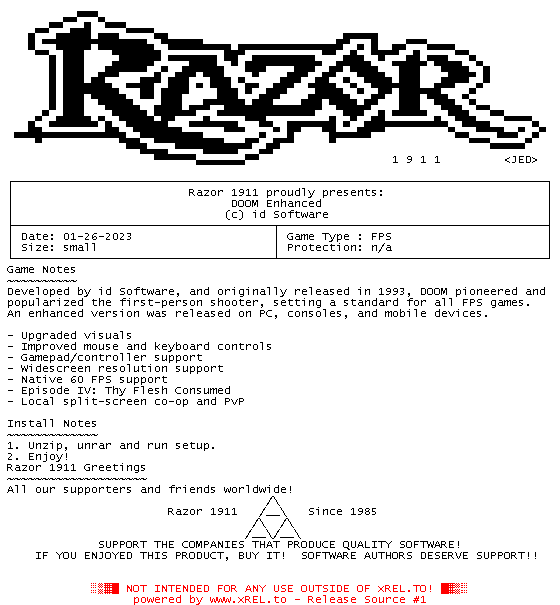 RAZOR
1911 <JED>
Razor 1911 proudly presents:
DOOM Enhanced
(c) id Software
Date: 01-26-2023 Game Type : FPS
Size: small Protection: n/a
Game Notes
~~~~~~~~~~
Developed by id Software, and originally released in 1993, DOOM pioneered and
popularized the first-person shooter, setting a standard for all FPS games.
An enhanced version was released on PC, consoles, and mobile devices.
- Upgraded visuals
- Improved mouse and keyboard controls
- Gamepad/controller support
- Widescreen resolution support
- Native 60 FPS support
- Episode IV: Thy Flesh Consumed
- Local split-screen co-op and PvP
Install Notes
~~~~~~~~~~~~~
1. Unzip, unrar and run setup.
2. Enjoy!
Razor 1911 Greetings
~~~~~~~~~~~~~~~~~~~~
All our supporters and friends worldwide!
Razor 1911 Since 1985
SUPPORT THE COMPANIES THAT PRODUCE QUALITY SOFTWARE!
IF YOU ENJOYED THIS PRODUCT, BUY IT! SOFTWARE AUTHORS DESERVE SUPPORT!!
NOT INTENDED FOR ANY USE OUTSIDE OF xREL.TO!
powered by www.xREL.to - Release Source #1